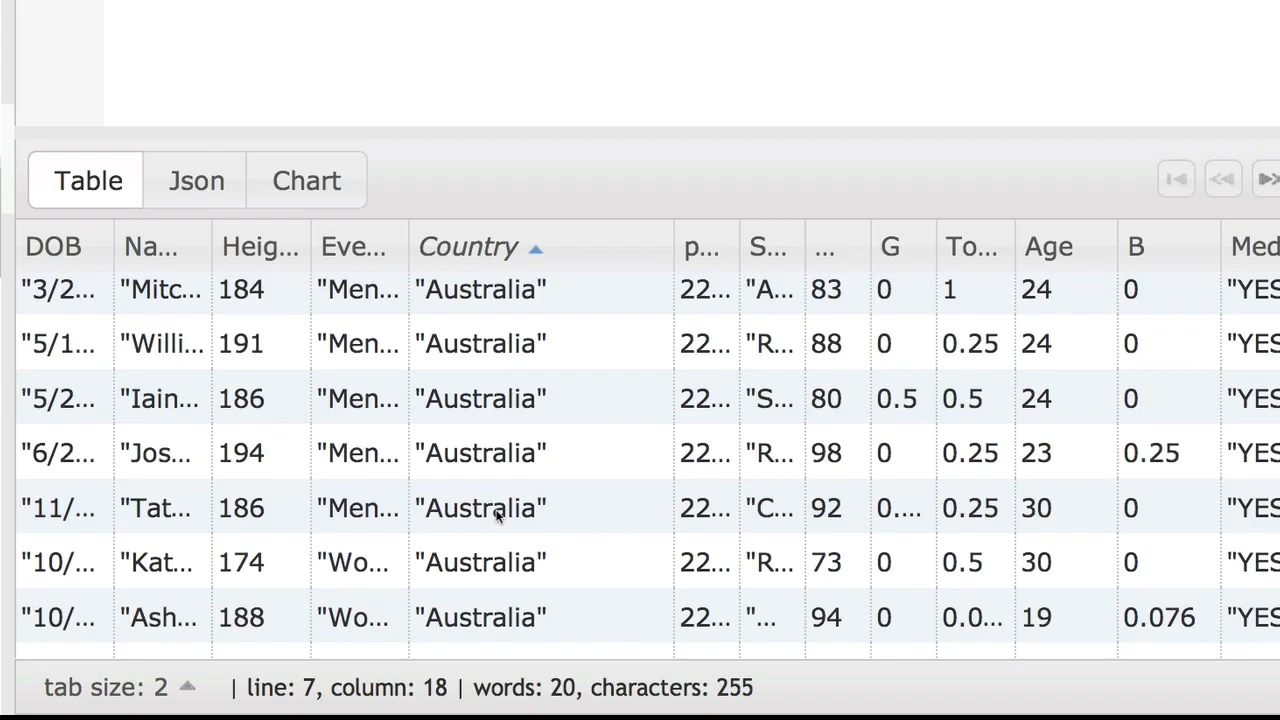 Table Json Chart
DOB Na... Heig... Eve... Country p... S... ... G To... Age B Med
"3/2... "Mitc... 184 "Men... "Australia" 22... "A... 83 0 1 24 0 "YES
"5/1... "Willi... 191 "Men... "Australia" 22... "R... 88 0 0.25 24 0 "YES
"5/2... "Iain... 186 "Men... "Australia" 22... "S... 80 0.5 0.5 24 0 "YES
"6/2... "Jos... 194 "Men... "Australia" 22... "R... 98 0 0.25 23 0.25 "YES
"11/... "Tat... 186 "Men... "Australia" 22... "C... 92 0.... 0.25 30 0 "YES
"10/... "Kat... 174 "Wo... "Australia" 22... "R... 73 0 0.5 30 0 "YES
"10/... "Ash... 188 "Wo... "Australia" 22... "... 94 0 0.0... 19 0.076 "YES
tab size: 2 | line: 7, column: 18 | words: 20, characters: 255